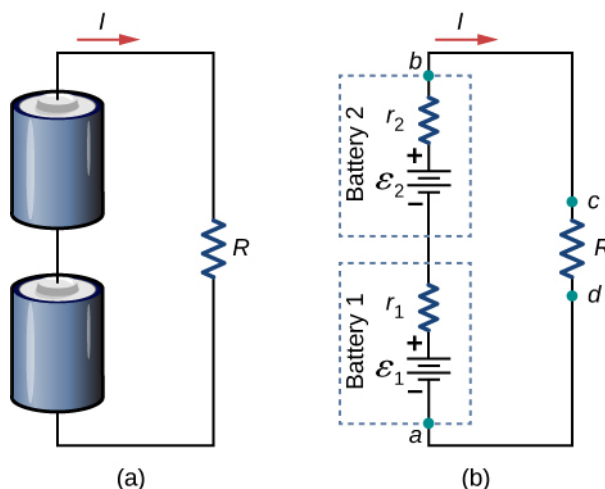 I
R
(a)
I
b
Battery 2
r2
+
ε2
−
c
R
d
Battery 1
r1
+
ε1
−
a
(b)